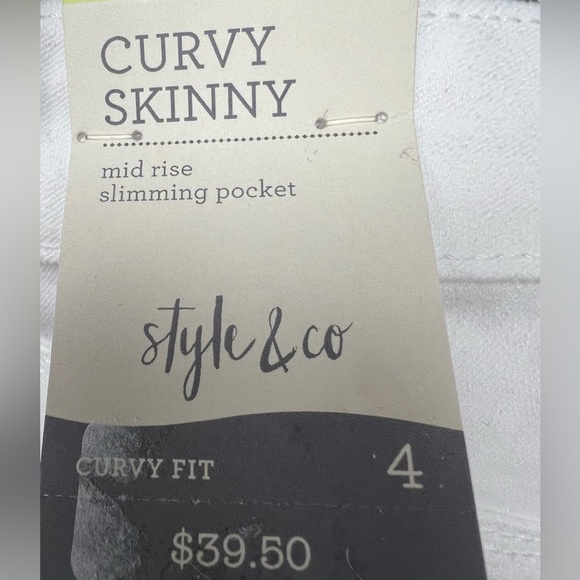 CURVY
SKINNY
mid rise
slimming pocket
style & co
CURVY FIT 4
$39.50